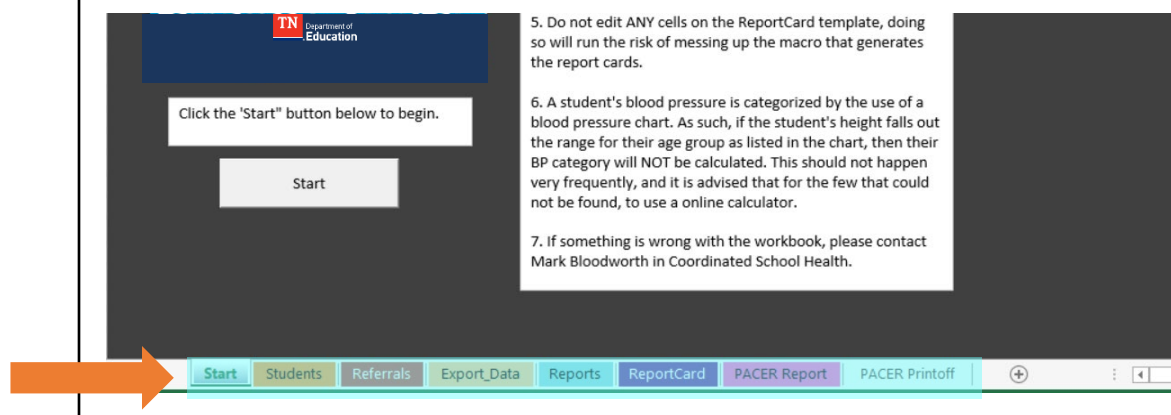 TN Department of
Education
Click the 'Start" button below to begin.
Start
5. Do not edit ANY cells on the ReportCard template, doing
so will run the risk of messing up the macro that generates
the report cards.
6. A student's blood pressure is categorized by the use of a
blood pressure chart. As such, if the student's height falls out
the range for their age group as listed in the chart, then their
BP category will NOT be calculated. This should not happen
very frequently, and it is advised that for the few that could
not be found, to use a online calculator.
7. If something is wrong with the workbook, please contact
Mark Bloodworth in Coordinated School Health.
Start Students Referrals Export_Data Reports ReportCard PACER Report PACER Printoff